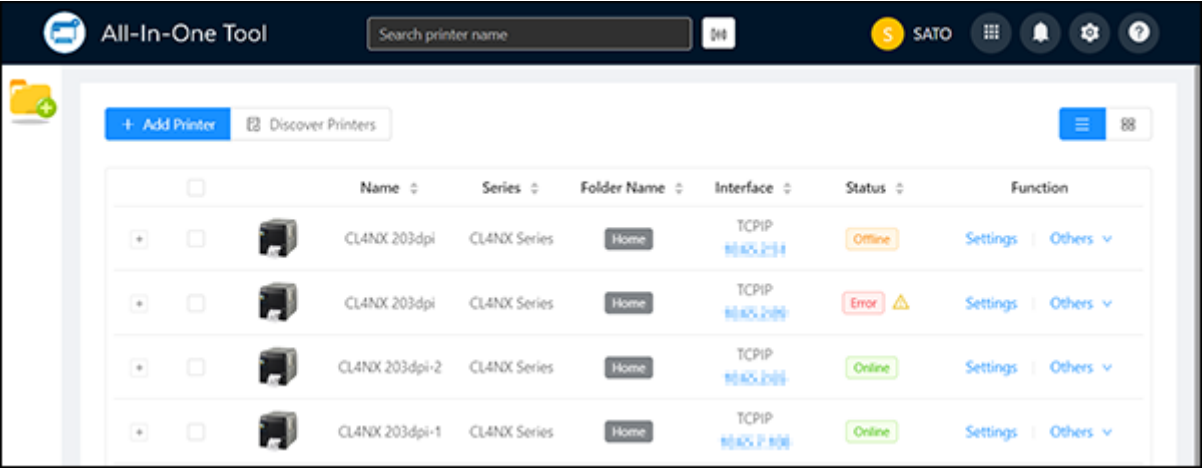 All-In-One Tool Search printer name S SATO
+ Add Printer Discover Printers
Name Series Folder Name Interface Status Function
CL4NX 203dpi CL4NX Series Home TCPIP Offline Settings Others
CL4NX 203dpi CL4NX Series Home TCPIP Error Settings Others
CL4NX 203dpi-2 CL4NX Series Home TCPIP Online Settings Others
CL4NX 203dpi-1 CL4NX Series Home TCPIP Online Settings Others